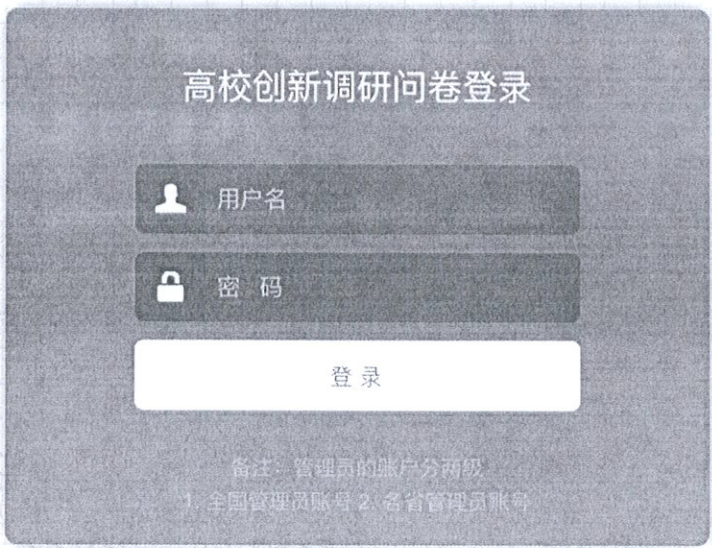 高校创新调研问卷登录
用户名
密 码
登 录
备注：管理员的账户分两级
1. 全国管理员账号 2. 各省管理员账号